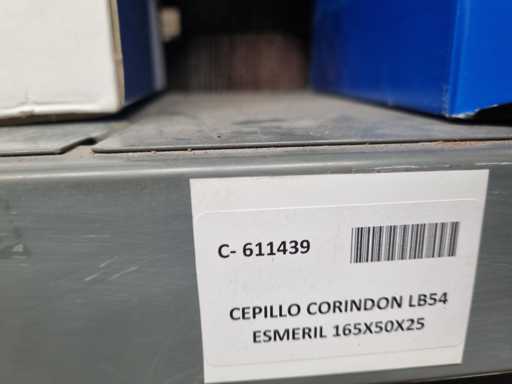 C- 611439
CEPILLO CORINDON LB54
ESMERIL 165X50X25